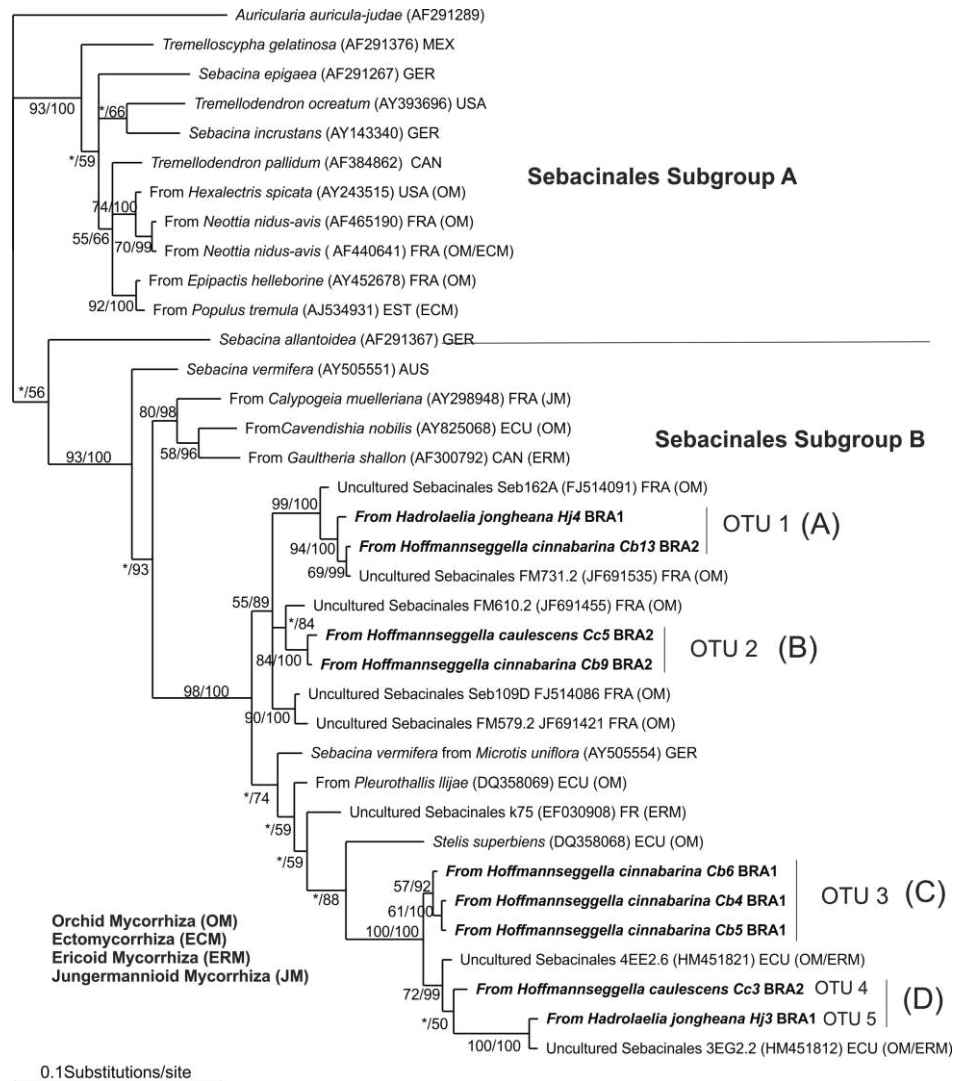 Auricularia auricula-judae (AF291289)
Tremelloscypha gelatinosa (AF291376) MEX
Sebacina epigaea (AF291267) GER
*/66 Tremellodendron ocreatum (AY393696) USA
93/100
Sebacina incrustans (AY143340) GER
*/59 Tremellodendron pallidum (AF384862) CAN
Sebacinales Subgroup A
From Hexalectris spicata (AY243515) USA (OM)
74/100
From Neottia nidus-avis (AF465190) FRA (OM)
55/66
70/99 From Neottia nidus-avis ( AF440641) FRA (OM/ECM)
From Epipactis helleborine (AY452678) FRA (OM)
92/100 From Populus tremula (AJ534931) EST (ECM)
Sebacina allantoidea (AF291367) GER
Sebacina vermifera (AY505551) AUS
*/56
80/98 From Calypogeia muelleriana (AY298948) FRA (JM)
FromCavendishia nobilis (AY825068) ECU (OM)
Sebacinales Subgroup B
93/100 58/96 From Gaultheria shallon (AF300792) CAN (ERM)
Uncultured Sebacinales Seb162A (FJ514091) FRA (OM)
99/100
From Hadrolaelia jongheana Hj4 BRA1
OTU 1 (A)
94/100 From Hoffmannseggella cinnabarina Cb13 BRA2
*/93
69/99 Uncultured Sebacinales FM731.2 (JF691535) FRA (OM)
55/89 Uncultured Sebacinales FM610.2 (JF691455) FRA (OM)
*/84
From Hoffmannseggella caulescens Cc5 BRA2
OTU 2 (B)
84/100 From Hoffmannseggella cinnabarina Cb9 BRA2
98/100 Uncultured Sebacinales Seb109D FJ514086 FRA (OM)
90/100 Uncultured Sebacinales FM579.2 JF691421 FRA (OM)
Sebacina vermifera from Microtis uniflora (AY505554) GER
*/74 From Pleurothallis llijae (DQ358069) ECU (OM)
*/59 Uncultured Sebacinales k75 (EF030908) FR (ERM)
*/59 Stelis superbiens (DQ358068) ECU (OM)
From Hoffmannseggella cinnabarina Cb6 BRA1
57/92
*/88
From Hoffmannseggella cinnabarina Cb4 BRA1 OTU 3 (C)
61/100
100/100 From Hoffmannseggella cinnabarina Cb5 BRA1
Uncultured Sebacinales 4EE2.6 (HM451821) ECU (OM/ERM)
72/99 From Hoffmannseggella caulescens Cc3 BRA2 OTU 4
(D)
*/50 From Hadrolaelia jongheana Hj3 BRA1 OTU 5
100/100 Uncultured Sebacinales 3EG2.2 (HM451812) ECU (OM/ERM)
Orchid Mycorrhiza (OM)
Ectomycorrhiza (ECM)
Ericoid Mycorrhiza (ERM)
Jungermannioid Mycorrhiza (JM)
0.1Substitutions/site